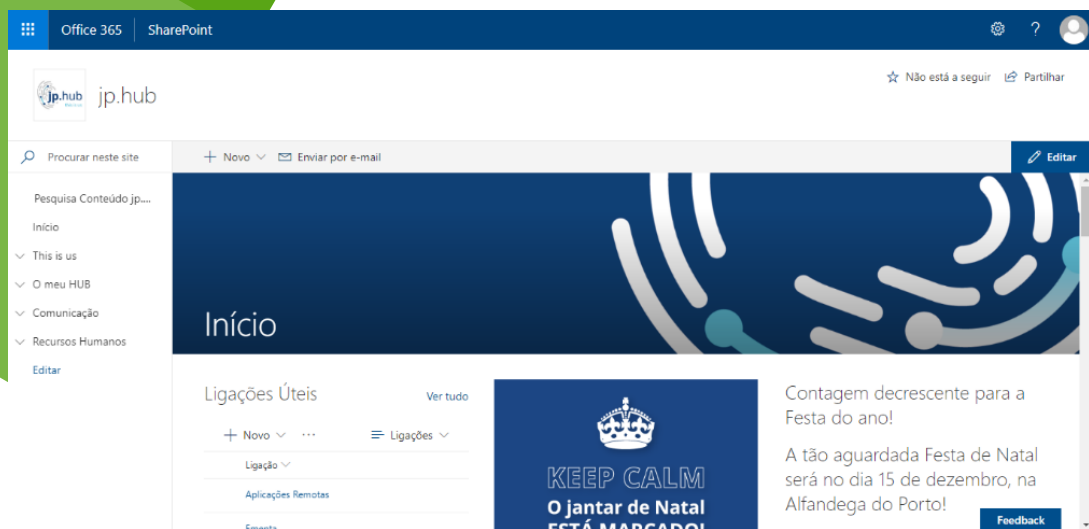 Office 365
SharePoint
?
jp.hub
jp.hub
Não está a seguir
Partilhar
Procurar neste site
Novo
Enviar por e-mail
Editar
Pesquisa Conteúdo jp....
Início
This is us
O meu HUB
Comunicação
Recursos Humanos
Editar
Início
Ligações Úteis
Ver tudo
Novo
Ligações
Ligação
Aplicações Remotas
Ementa
KEEP CALM
O jantar de Natal
ESTÁ MARCADO!
Contagem decrescente para a
Festa do ano!
A tão aguardada Festa de Natal
será no dia 15 de dezembro, na
Alfandega do Porto!
Feedback